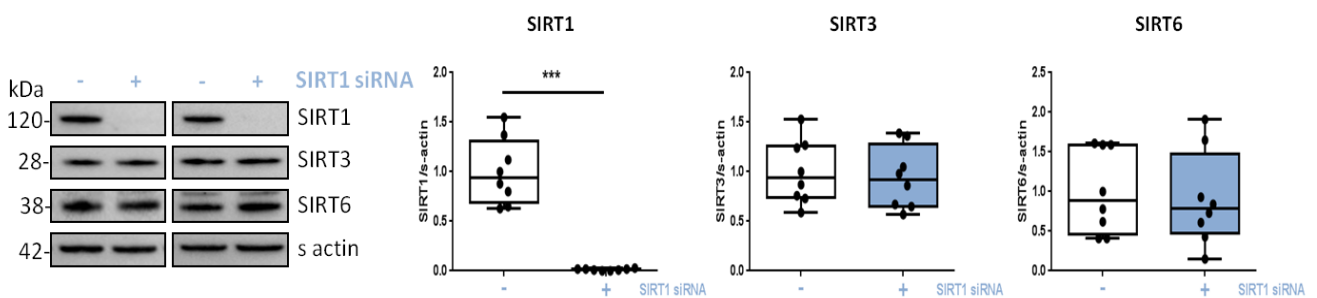 kDa
- + - + SIRT1 siRNA
120- SIRT1
28- SIRT3
38- SIRT6
42- s actin
SIRT1
2.0
1.5
1.0
0.5
0.0
SIRT1/s-actin
***
- + SIRT1 siRNA
SIRT3
2.0
1.5
1.0
0.5
0.0
SIRT3/s-actin
- + SIRT1 siRNA
SIRT6
2.5
2.0
1.5
1.0
0.5
0.0
SIRT6/s-actin
- + SIRT1 siRNA